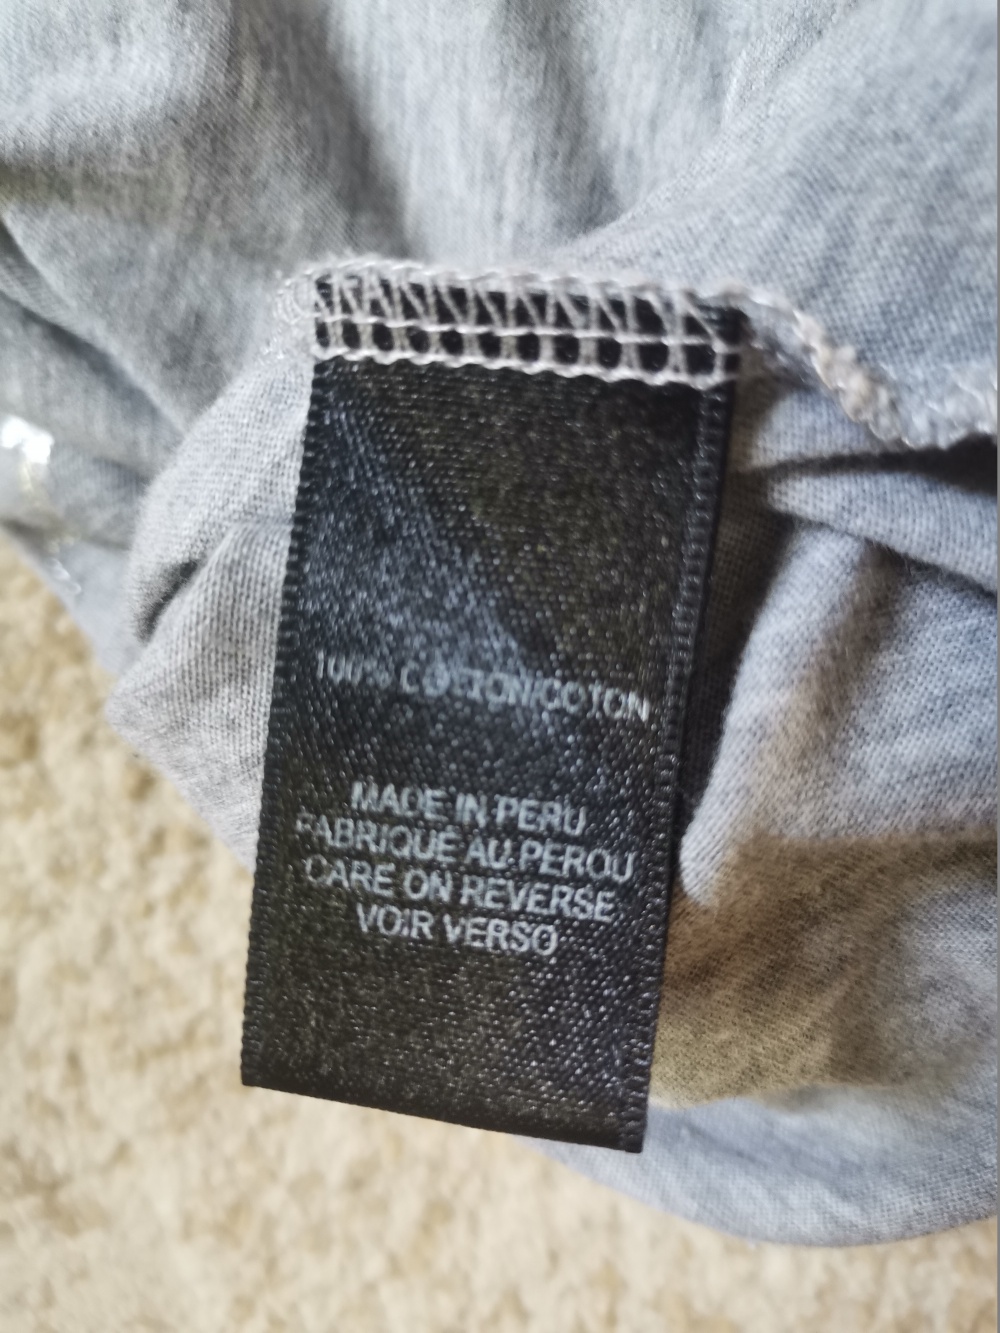 100% COTTON/COTON
MADE IN PERU
FABRIQUÉ AU PEROU
CARE ON REVERSE
VOIR VERSO